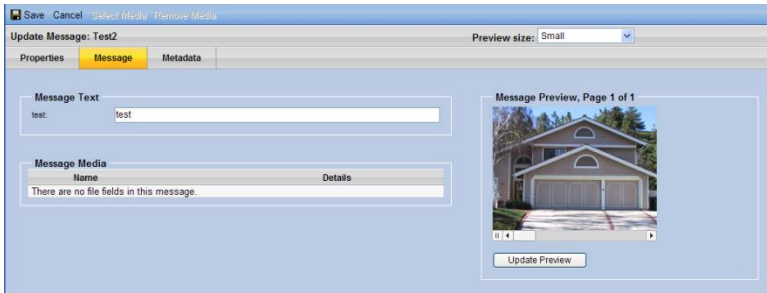 Save Cancel Select Media Remove Media
Update Message: Test2 Preview size: Small
Properties Message Metadata
Message Text
test: test
Message Media
Name Details
There are no file fields in this message.
Message Preview, Page 1 of 1
Update Preview